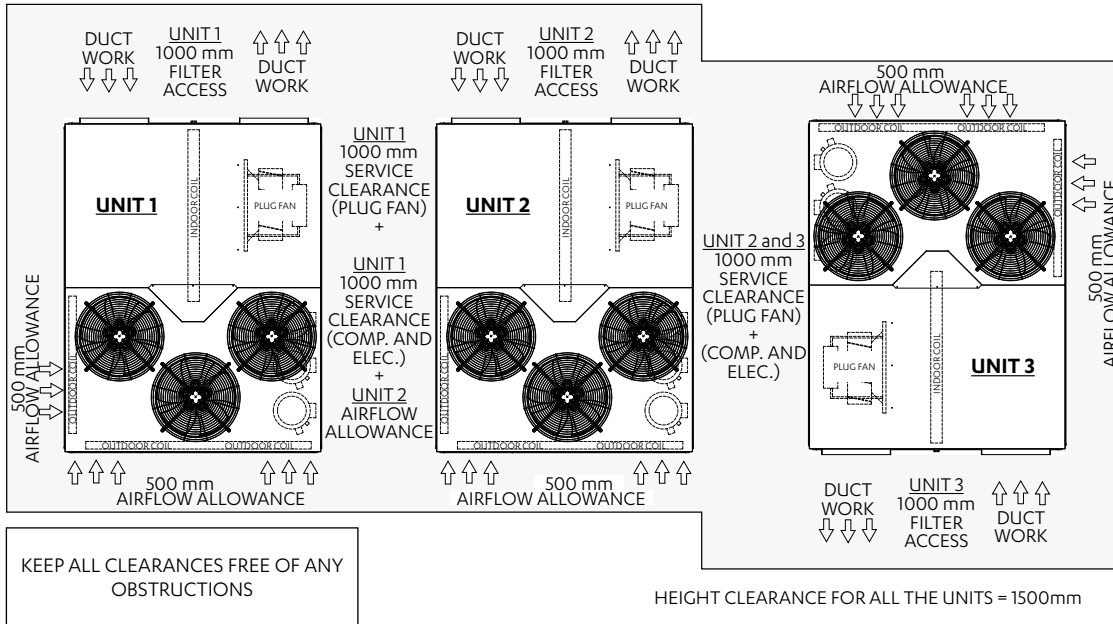 DUCT
WORK
UNIT 1
1000 mm
FILTER
ACCESS
DUCT
WORK
UNIT 2
1000 mm
FILTER
ACCESS
DUCT
WORK
DUCT
WORK
500 mm
AIRFLOW ALLOWANCE
UNIT 1
INDOOR COIL
PLUG FAN
OUTDOOR COIL
OUTDOOR COIL
OUTDOOR COIL
500 mm
AIRFLOW ALLOWANCE
500 mm
AIRFLOW ALLOWANCE
UNIT 1
1000 mm
SERVICE
CLEARANCE
(PLUG FAN)
+
UNIT 1
1000 mm
SERVICE
CLEARANCE
(COMP. AND
ELEC.)
+
UNIT 2
AIRFLOW
ALLOWANCE
UNIT 2
INDOOR COIL
PLUG FAN
OUTDOOR COIL
OUTDOOR COIL
OUTDOOR COIL
500 mm
AIRFLOW ALLOWANCE
UNIT 2 and 3
1000 mm
SERVICE
CLEARANCE
(PLUG FAN)
+
(COMP. AND
ELEC.)
OUTDOOR COIL
OUTDOOR COIL
OUTDOOR COIL
500 mm
AIRFLOW ALLOWANCE
PLUG FAN
INDOOR COIL
UNIT 3
DUCT
WORK
UNIT 3
1000 mm
FILTER
ACCESS
DUCT
WORK
KEEP ALL CLEARANCES FREE OF ANY
OBSTRUCTIONS
HEIGHT CLEARANCE FOR ALL THE UNITS = 1500mm